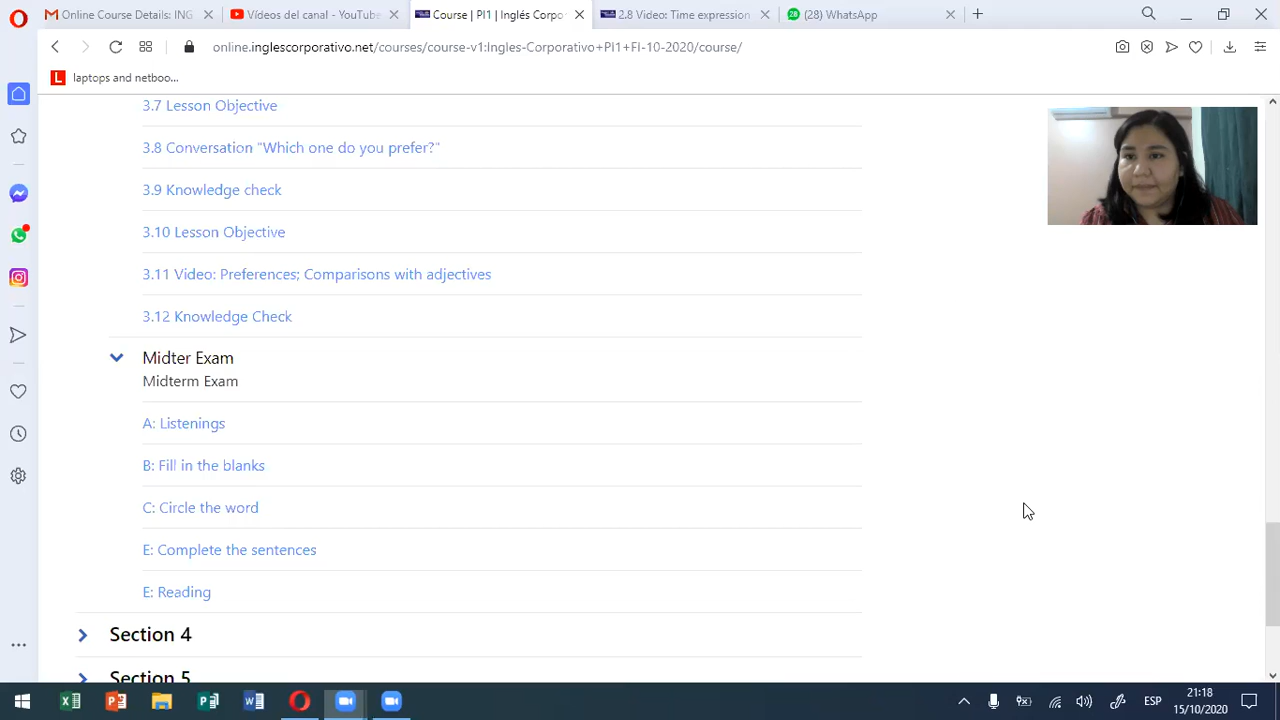 Online Course Details: ING
Vídeos del canal - YouTube
Course | PI1 | Inglés Corpo
2.8 Video: Time expression
(28) WhatsApp
online.inglescorporativo.net/courses/course-v1:Ingles-Corporativo+PI1+FI-10-2020/course/
L laptops and netboo...
3.7 Lesson Objective
3.8 Conversation "Which one do you prefer?"
3.9 Knowledge check
3.10 Lesson Objective
3.11 Video: Preferences; Comparisons with adjectives
3.12 Knowledge Check
Midter Exam
Midterm Exam
A: Listenings
B: Fill in the blanks
C: Circle the word
E: Complete the sentences
E: Reading
Section 4
Section 5
ESP
21:18
15/10/2020